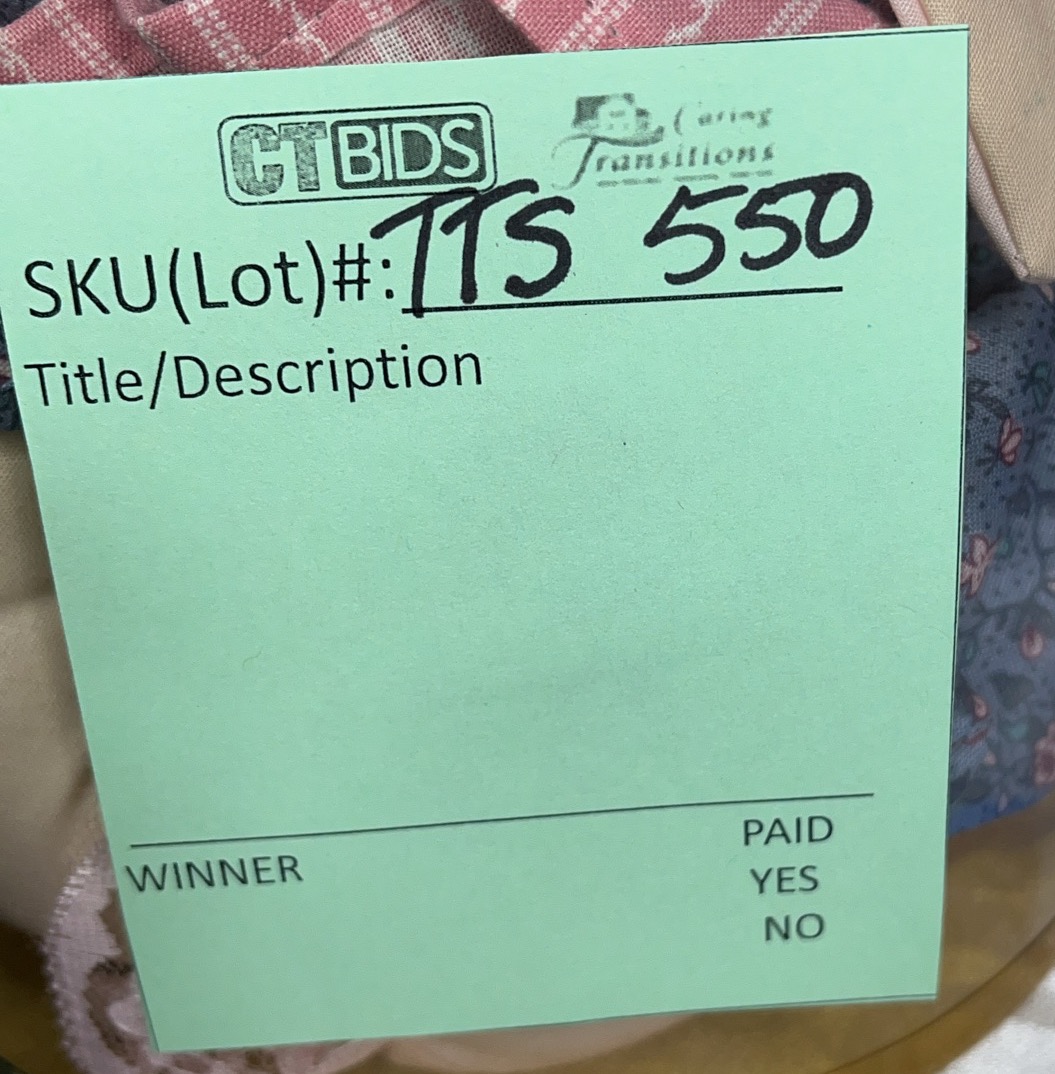 CTBIDS
Caring
Transitions
SKU(Lot)#: TTS 550
Title/Description
WINNER
PAID
YES
NO